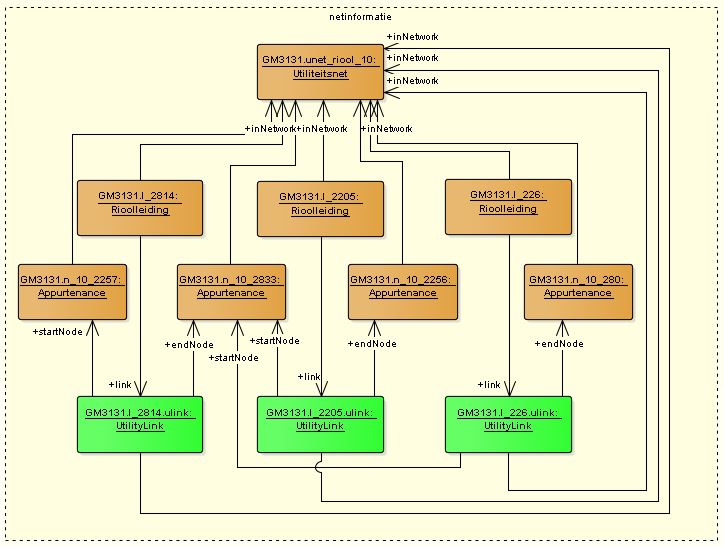 netinformatie
+inNetwork
GM3131.unet_riool_10:
Utiliteitsnet
+inNetwork
+inNetwork
+inNetwork
+inNetwork
+inNetwork
GM3131.l_2814:
Rioolleiding
GM3131.l_2205:
Rioolleiding
GM3131.l_226:
Rioolleiding
GM3131.n_10_2257:
Appurtenance
GM3131.n_10_2833:
Appurtenance
GM3131.n_10_2256:
Appurtenance
GM3131.n_10_280:
Appurtenance
+startNode
+endNode
+startNode
+startNode
+endNode
+endNode
+link
+link
+link
GM3131.l_2814.ulink:
UtilityLink
GM3131.l_2205.ulink:
UtilityLink
GM3131.l_226.ulink:
UtilityLink